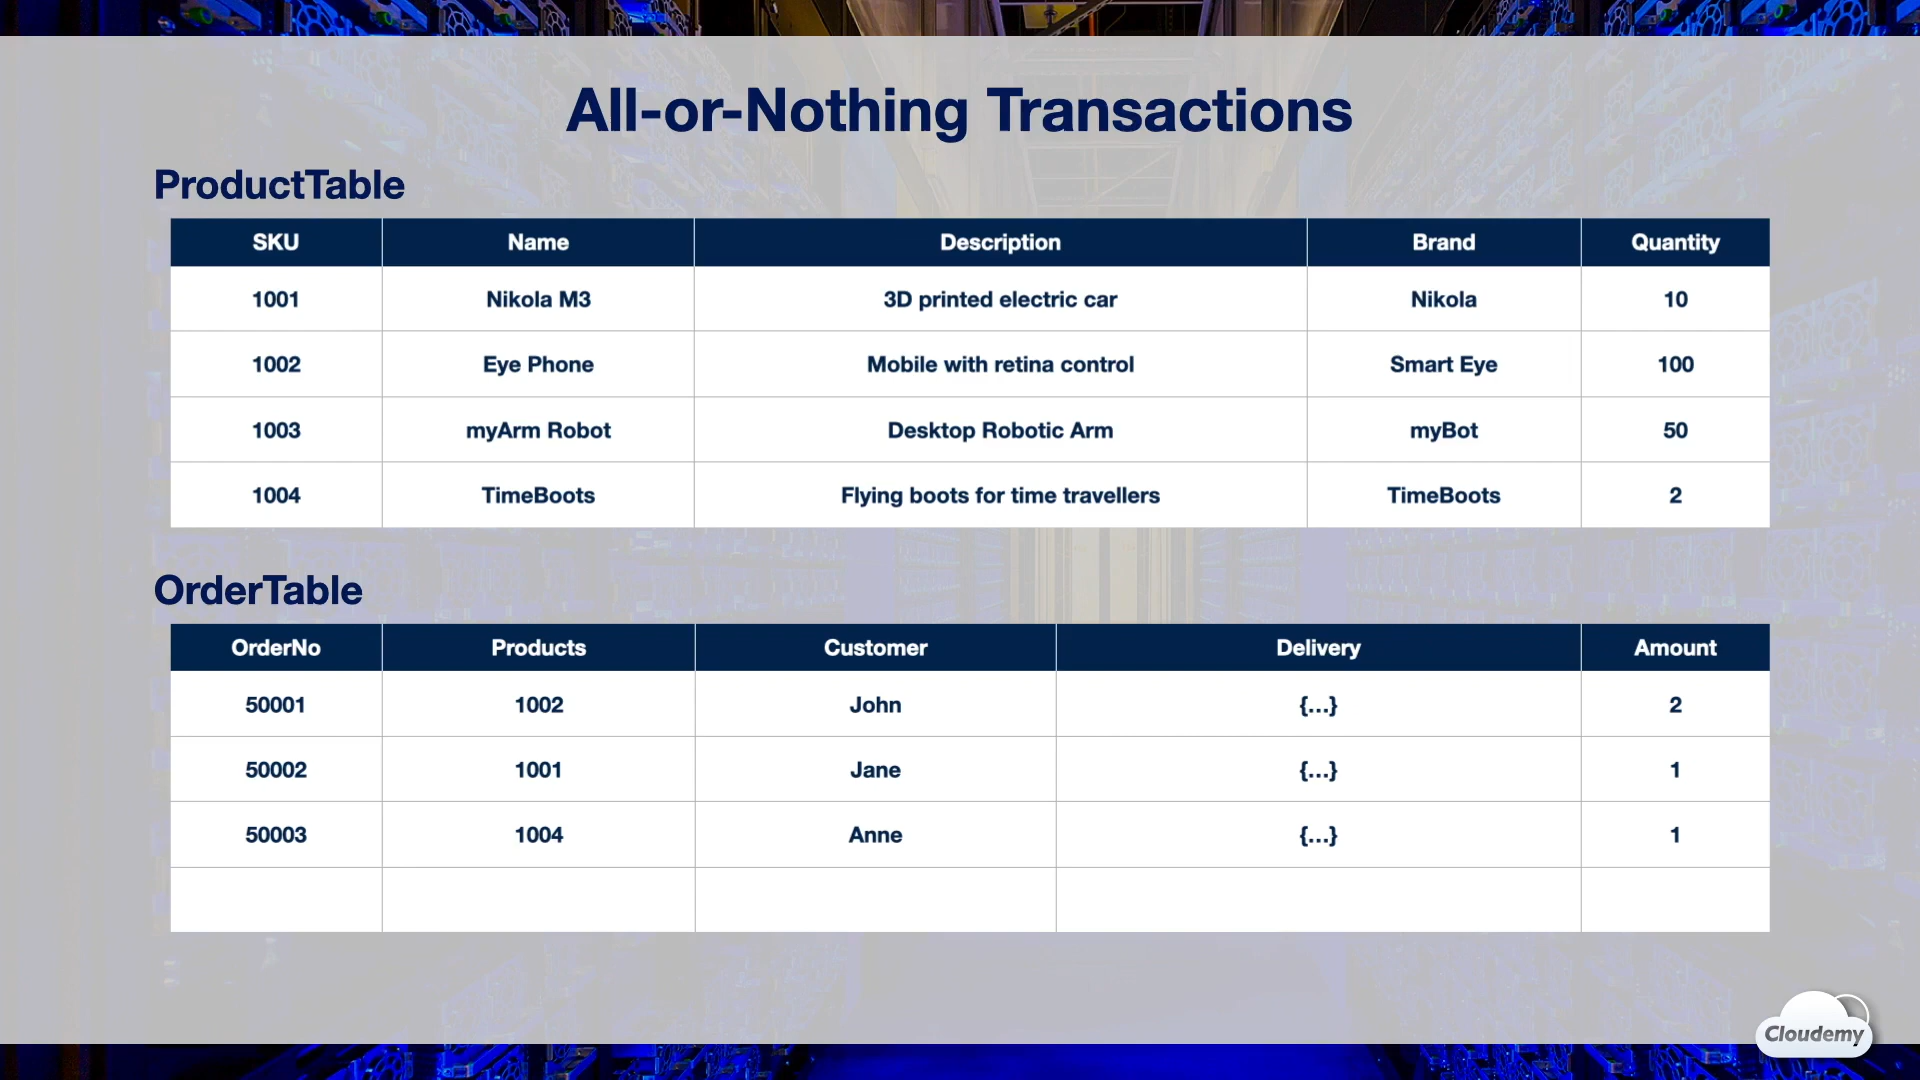 All-or-Nothing Transactions
ProductTable
SKU Name Description Brand Quantity
1001 Nikola M3 3D printed electric car Nikola 10
1002 Eye Phone Mobile with retina control Smart Eye 100
1003 myArm Robot Desktop Robotic Arm myBot 50
1004 TimeBoots Flying boots for time travellers TimeBoots 2
OrderTable
OrderNo Products Customer Delivery Amount
50001 1002 John {...} 2
50002 1001 Jane {...} 1
50003 1004 Anne {...} 1
Cloudemy